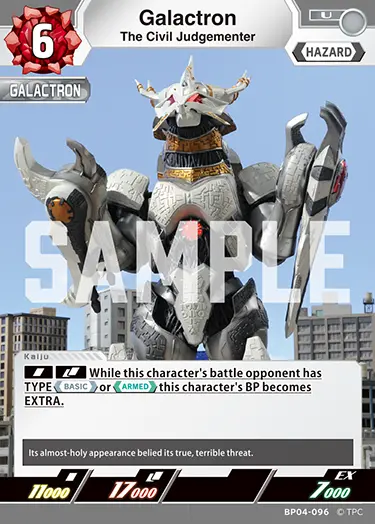 6
Galactron
The Civil Judgementer
U
HAZARD
GALACTRON
SAMPLE
Kaiju
While this character's battle opponent has
TYPE BASIC or ARMED this character's BP becomes
EXTRA.
Its almost-holy appearance belied its true, terrible threat.
11000
17000
EX
7000
BP04-096 © TPC